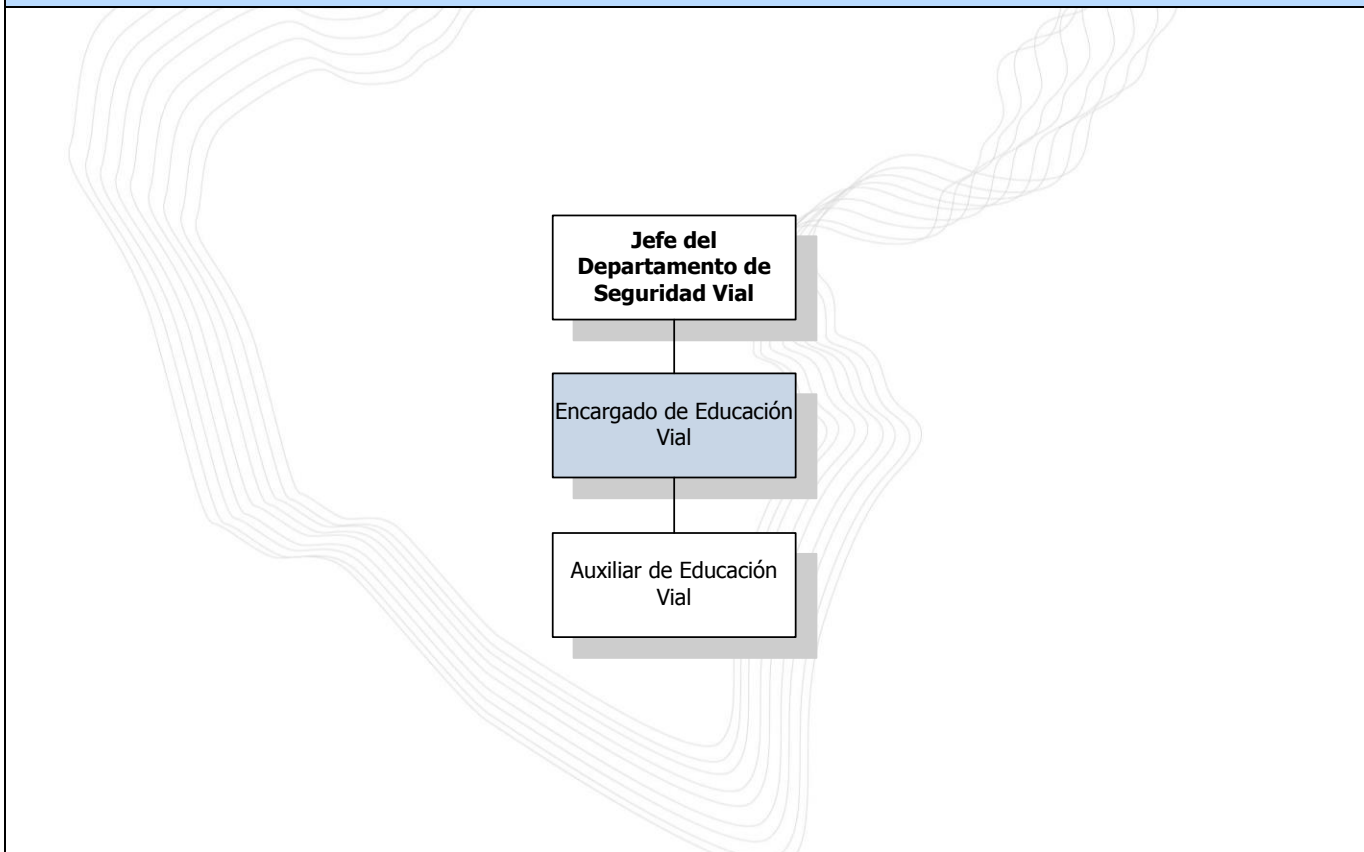 Jefe del
Departamento de
Seguridad Vial
Encargado de Educación
Vial
Auxiliar de Educación
Vial